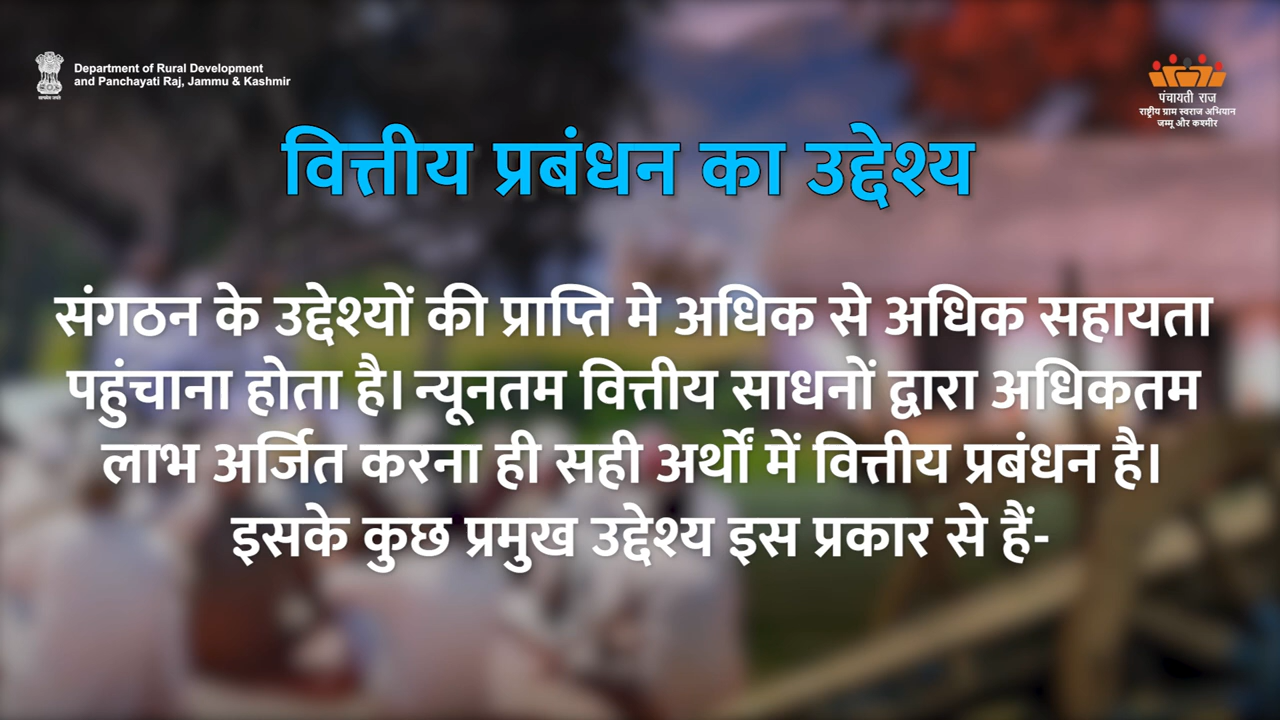 Department of Rural Development
and Panchayati Raj, Jammu & Kashmir
पंचायती राज
राष्ट्रीय ग्राम स्वराज अभियान
जम्मू और कश्मीर
वित्तीय प्रबंधन का उद्देश्य
संगठन के उद्देश्यों की प्राप्ति मे अधिक से अधिक सहायता
पहुंचाना होता है। न्यूनतम वित्तीय साधनों द्वारा अधिकतम
लाभ अर्जित करना ही सही अर्थों में वित्तीय प्रबंधन है।
इसके कुछ प्रमुख उद्देश्य इस प्रकार से हैं-